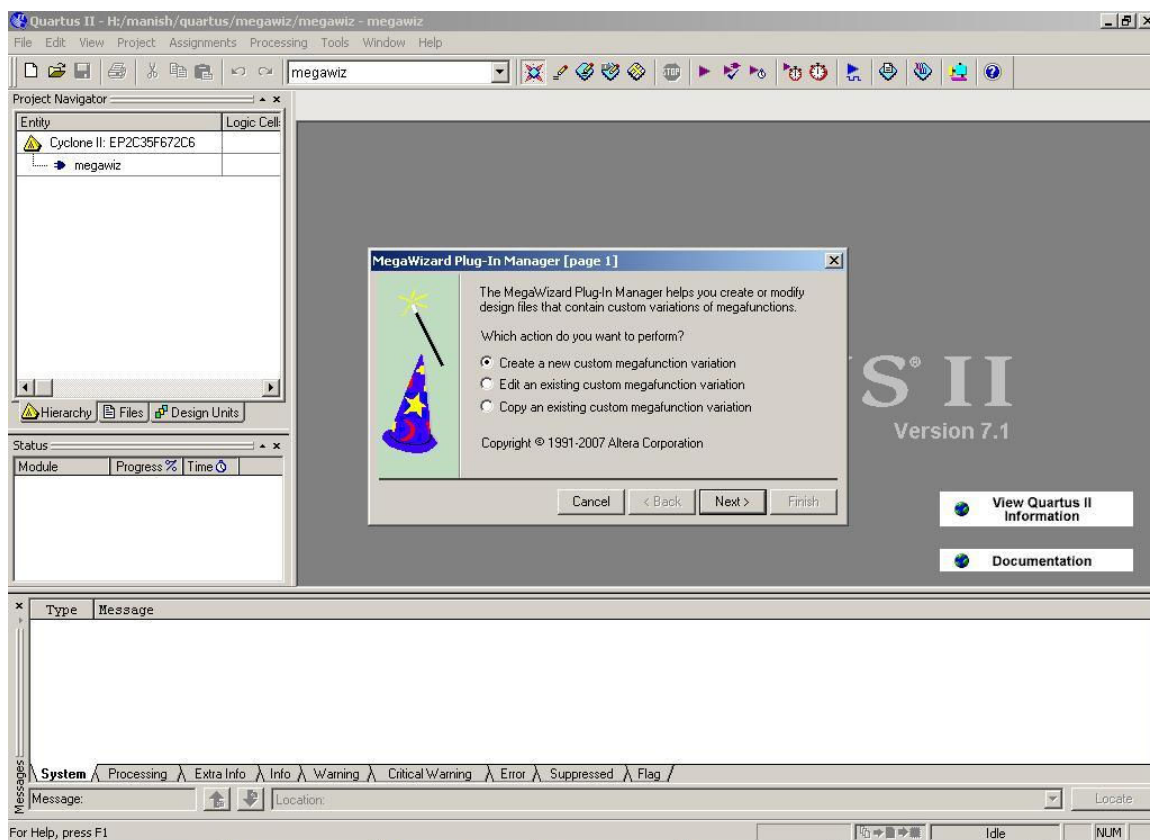 Quartus II - H:/manish/quartus/megawiz/megawiz - megawiz
File Edit View Project Assignments Processing Tools Window Help
megawiz
STOP
Project Navigator
Entity Logic Cell
Cyclone II: EP2C35F672C6
megawiz
Hierarchy Files Design Units
Status
Module Progress % Time
MegaWizard Plug-In Manager [page 1]
The MegaWizard Plug-In Manager helps you create or modify
design files that contain custom variations of megafunctions.
Which action do you want to perform?
Create a new custom megafunction variation
Edit an existing custom megafunction variation
Copy an existing custom megafunction variation
Copyright © 1991-2007 Altera Corporation
Cancel < Back Next > Finish
S® II
Version 7.1
View Quartus II
Information
Documentation
Type Message
System Processing Extra Info Info Warning Critical Warning Error Suppressed Flag
Messages
Message: Location: Locate
For Help, press F1 Idle NUM